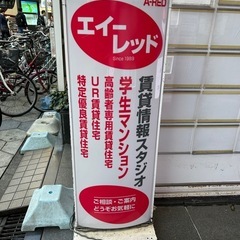 A-RED
エイー
レッド
Since 1989
賃貸情報スタジオ
学・生マンション
高齢者専用賃貸住宅
UR賃貸住宅
特定優良賃貸住宅
ご相談・ご案内
どうぞお気軽に